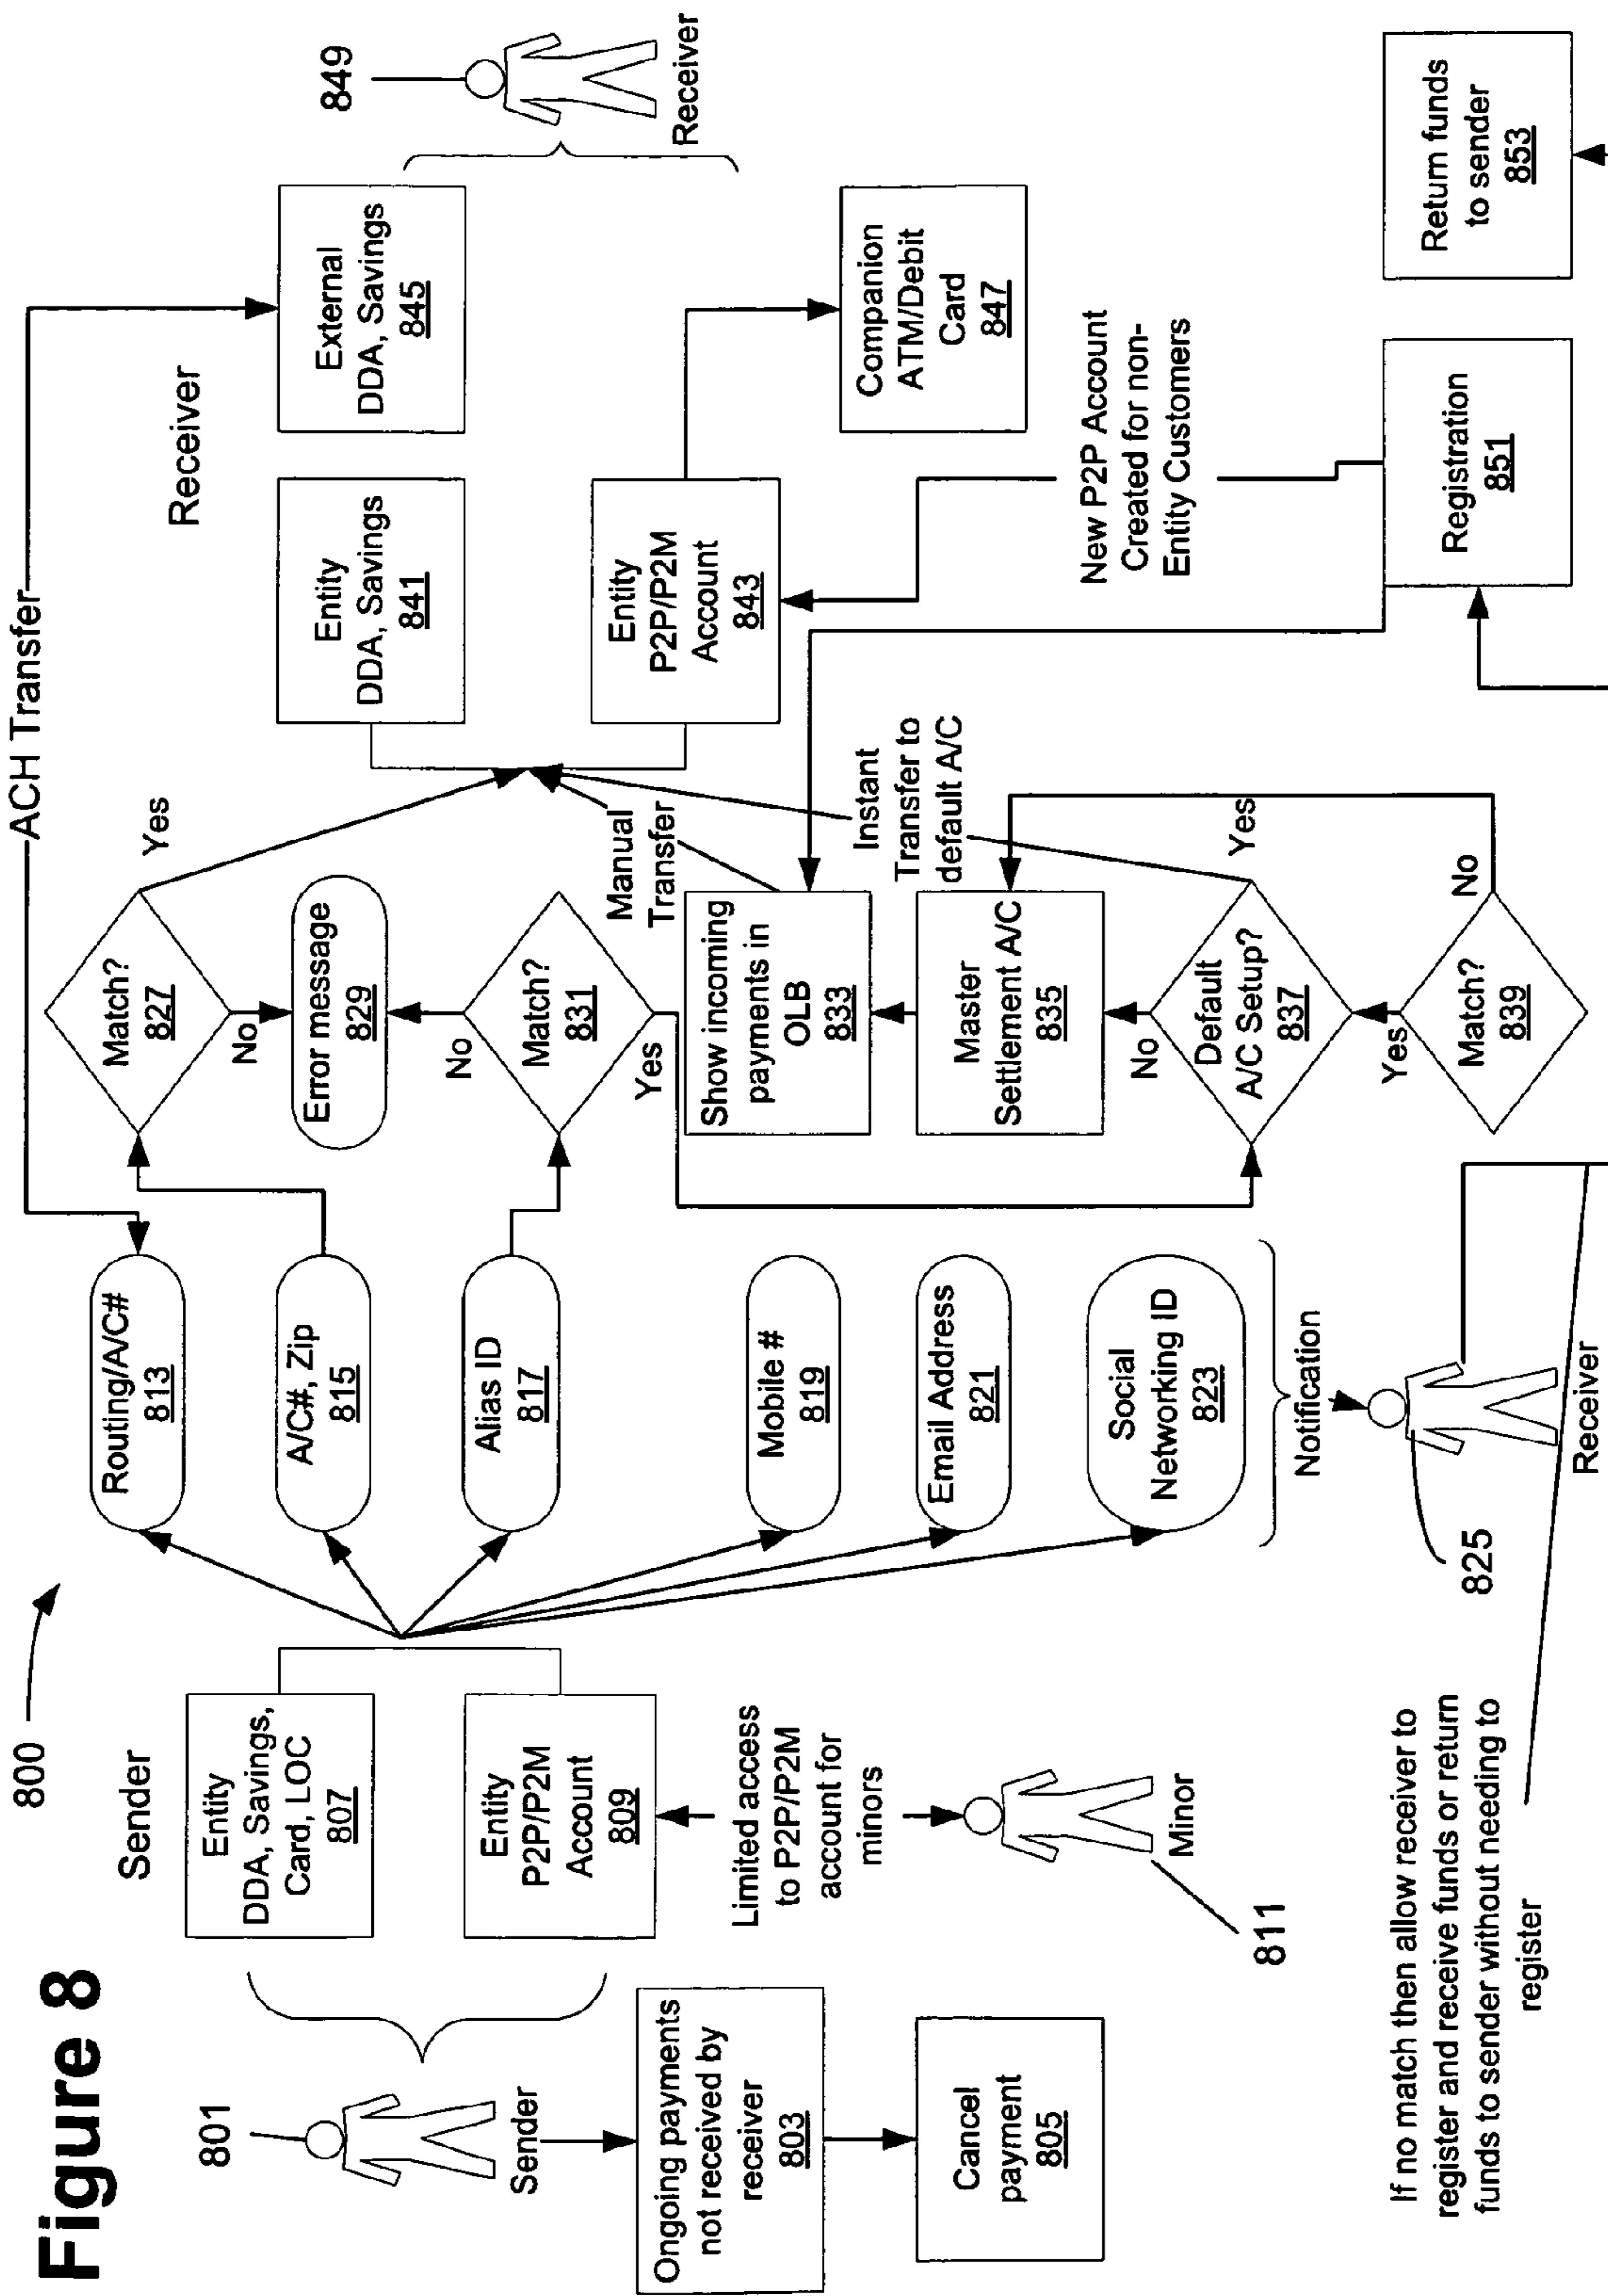 Figure 8
800
Sender
801
Sender
Ongoing payments
not received by
receiver
803
Cancel
payment
805
Entity
DDA, Savings,
Card, LOC
807
Entity
P2P/P2M
Account
809
Limited access
to P2P/P2M
account for
minors
Minor
811
If no match then allow receiver to
register and receive funds or return
funds to sender without needing to
register
Routing/A/C#
813
A/C#, Zip
815
Alias ID
817
Mobile #
819
Email Address
821
Social
Networking ID
823
Notification
825
Receiver
ACH Transfer
Match?
827
Yes
No
Error message
829
No
Match?
831
Yes
Manual
Transfer
Show incoming
payments in
OLB
833
Instant
Transfer to
default A/C
Master
Settlement A/C
835
No
Default
A/C Setup?
837
Yes
Yes
Match?
839
No
Receiver
Entity
DDA, Savings
841
External
DDA, Savings
845
Entity
P2P/P2M
Account
843
Companion
ATM/Debit
Card
847
849
Receiver
New P2P Account
Created for non-
Entity Customers
Registration
851
Return funds
to sender
853